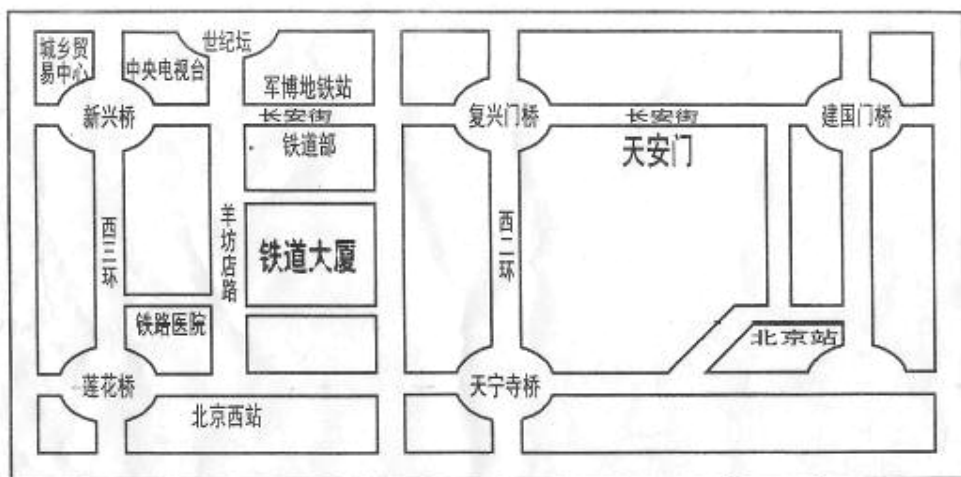 城乡贸
易中心
中央电视台
世纪坛
军博地铁站
新兴桥
长安街
复兴门桥
长安街
建国门桥
铁道部
天安门
西三环
羊坊店路
铁道大厦
西二环
铁路医院
北京站
莲花桥
天宁寺桥
北京西站